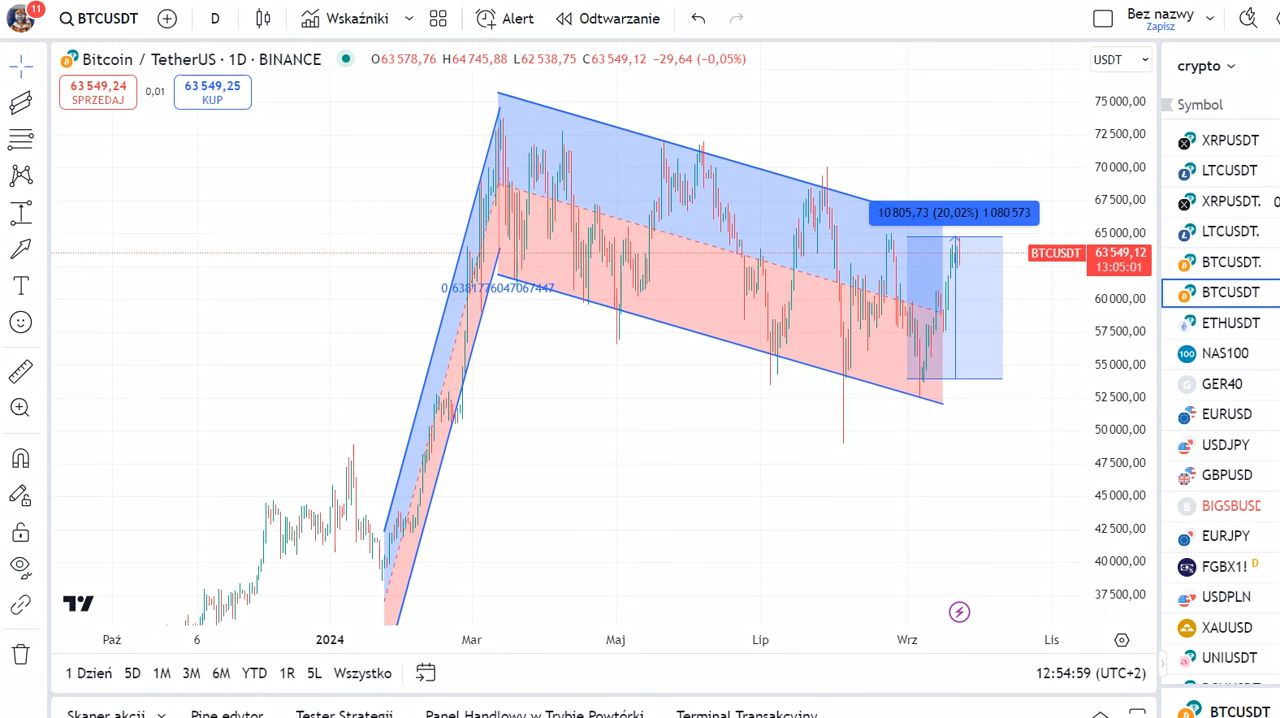 11
BTCUSDT
D
Wskaźniki
Alert
Odtwarzanie
Bez nazwy
Zapisz
Bitcoin / TetherUS · 1D · BINANCE
O63 578,76 H64 745,88 L62 538,75 C63 549,12 −29,64 (−0,05%)
63 549,24
SPRZEDAJ
0,01
63 549,25
KUP
USDT
75 000,00
72 500,00
70 000,00
67 500,00
65 000,00
60 000,00
57 500,00
55 000,00
52 500,00
50 000,00
47 500,00
45 000,00
42 500,00
40 000,00
37 500,00
10 805,73 (20,02%) 1 080 573
BTCUSDT
63 549,12
13:05:01
0.6381776047067447
Paź
6
2024
Mar
Maj
Lip
Wrz
Lis
1 Dzień
5D
1M
3M
6M
YTD
1R
5L
Wszystko
12:54:59 (UTC+2)
Skaner akcji
Pine edytor
Tester Strategii
Panel Handlowy w Trybie Powtórki
Terminal Transakcyjny
crypto
Symbol
XRPUSDT
LTCUSDT
XRPUSDT.
0
LTCUSDT.
BTCUSDT.
BTCUSDT
ETHUSDT
100
NAS100
G
GER40
EURUSD
USDJPY
GBPUSD
B
BIGSBUSD
EURJPY
FGBX1! D
USDPLN
XAUUSD
UNIUSDT
BTCUSDT